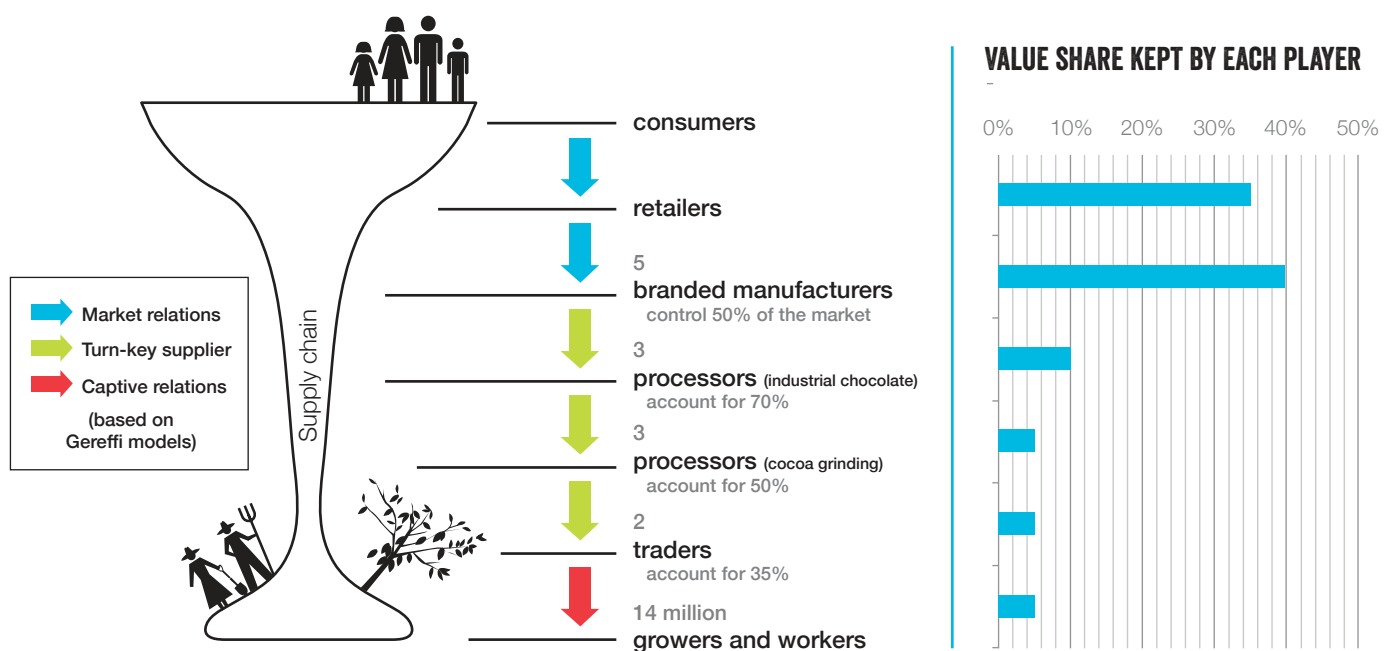 consumers
retailers
5
branded manufacturers
control 50% of the market
3
processors (industrial chocolate)
account for 70%
3
processors (cocoa grinding)
account for 50%
2
traders
account for 35%
14 million
growers and workers
Supply chain
Market relations
Turn-key supplier
Captive relations
(based on
Gereffi models)
VALUE SHARE KEPT BY EACH PLAYER
0% 10% 20% 30% 40% 50%